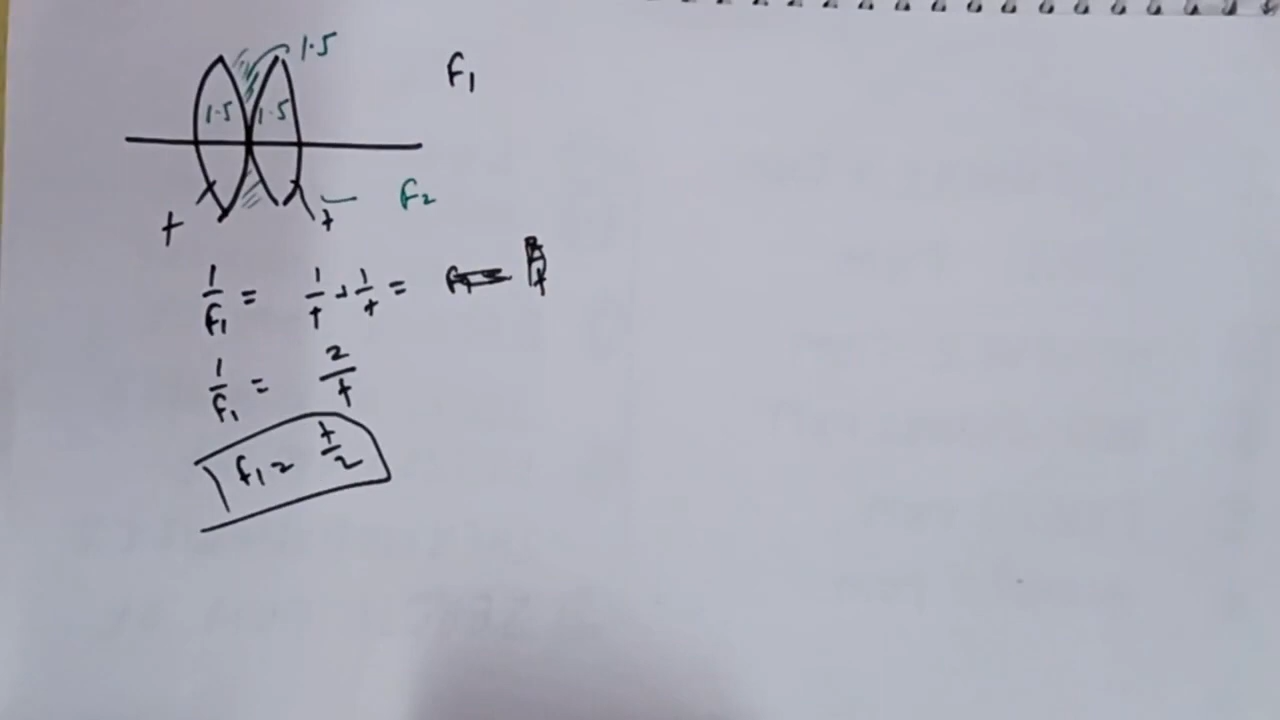 1.5
F1
1.5 1.5
F2
f f
1/F1 = 1/f + 1/f =
1/F1 = 2/f
F1 = f/2